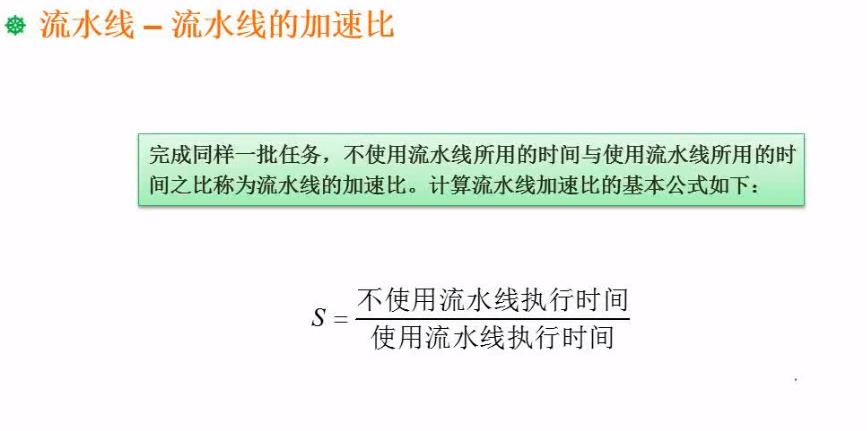 流水线 – 流水线的加速比
完成同样一批任务，不使用流水线所用的时间与使用流水线所用的时
间之比称为流水线的加速比。计算流水线加速比的基本公式如下：
不使用流水线执行时间
S =
使用流水线执行时间